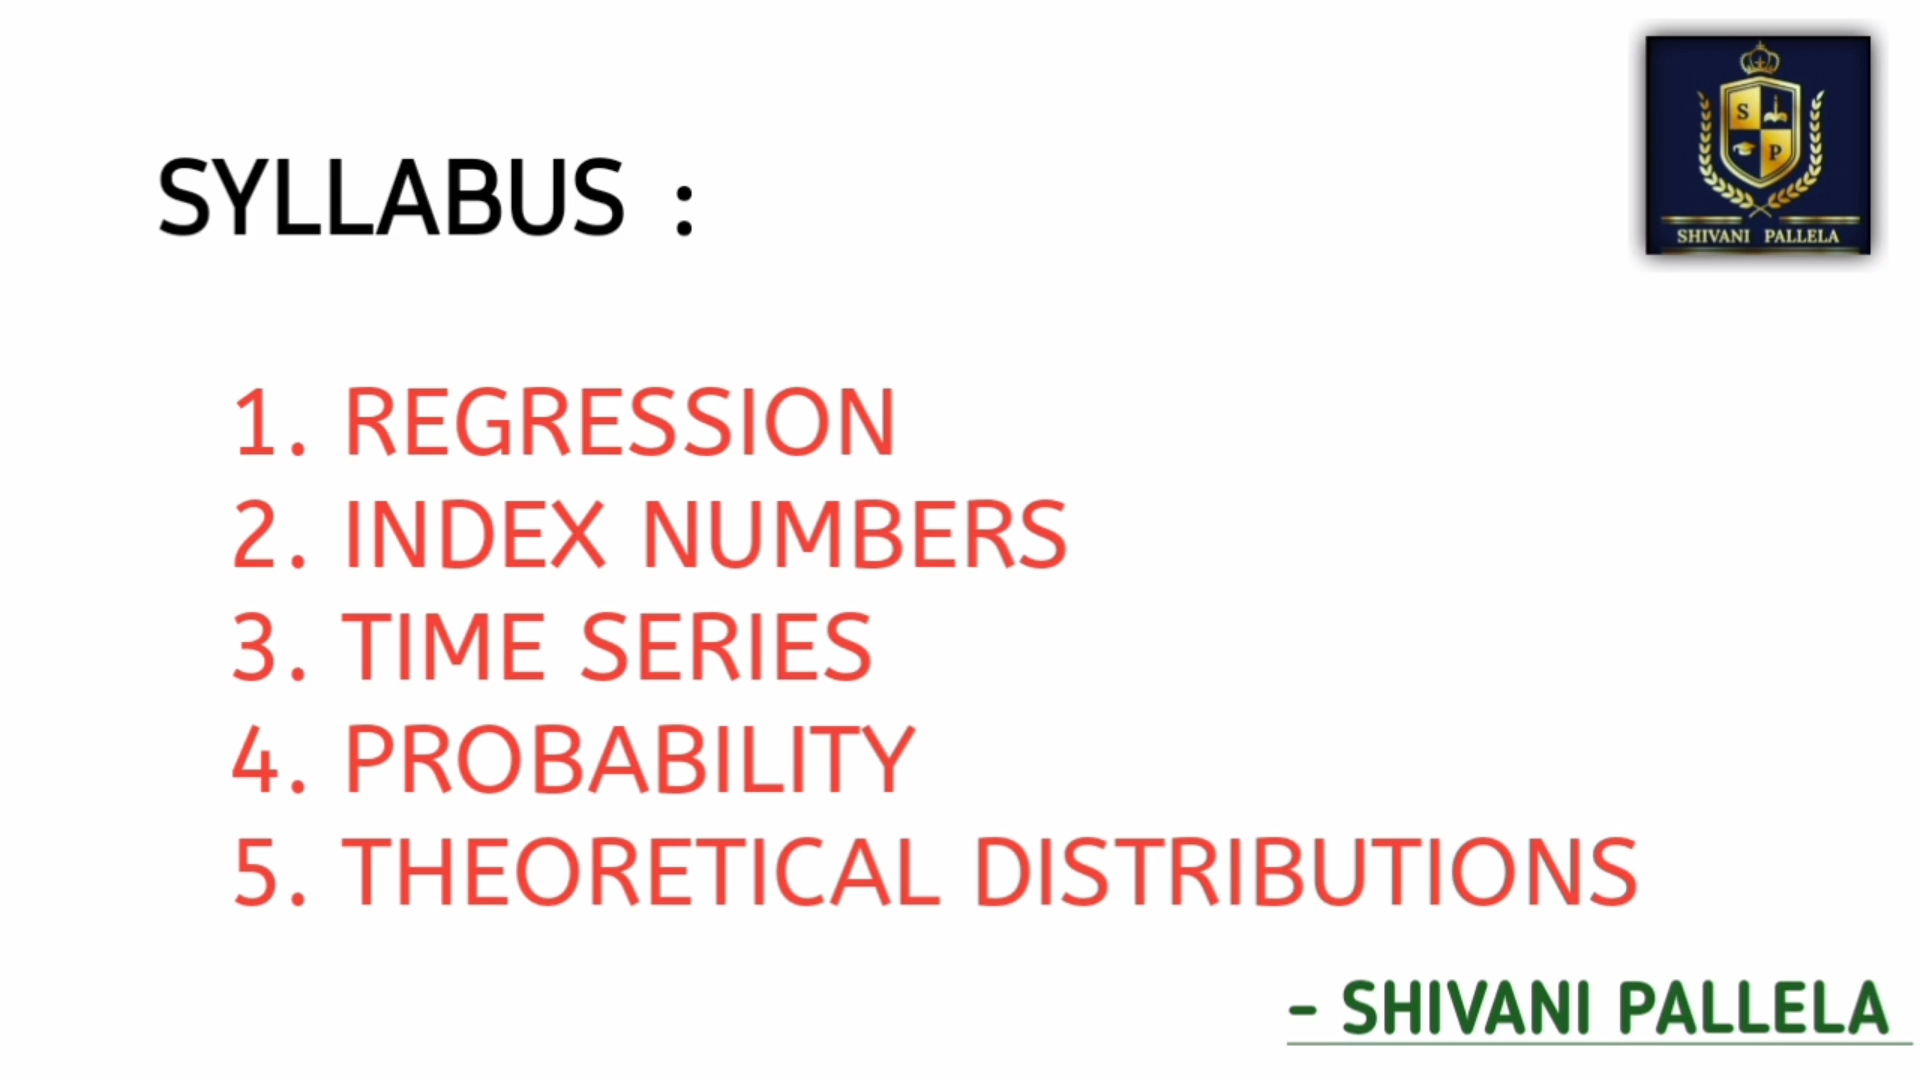 SYLLABUS :
S
P
SHIVANI PALLELA
1. REGRESSION
2. INDEX NUMBERS
3. TIME SERIES
4. PROBABILITY
5. THEORETICAL DISTRIBUTIONS
- SHIVANI PALLELA